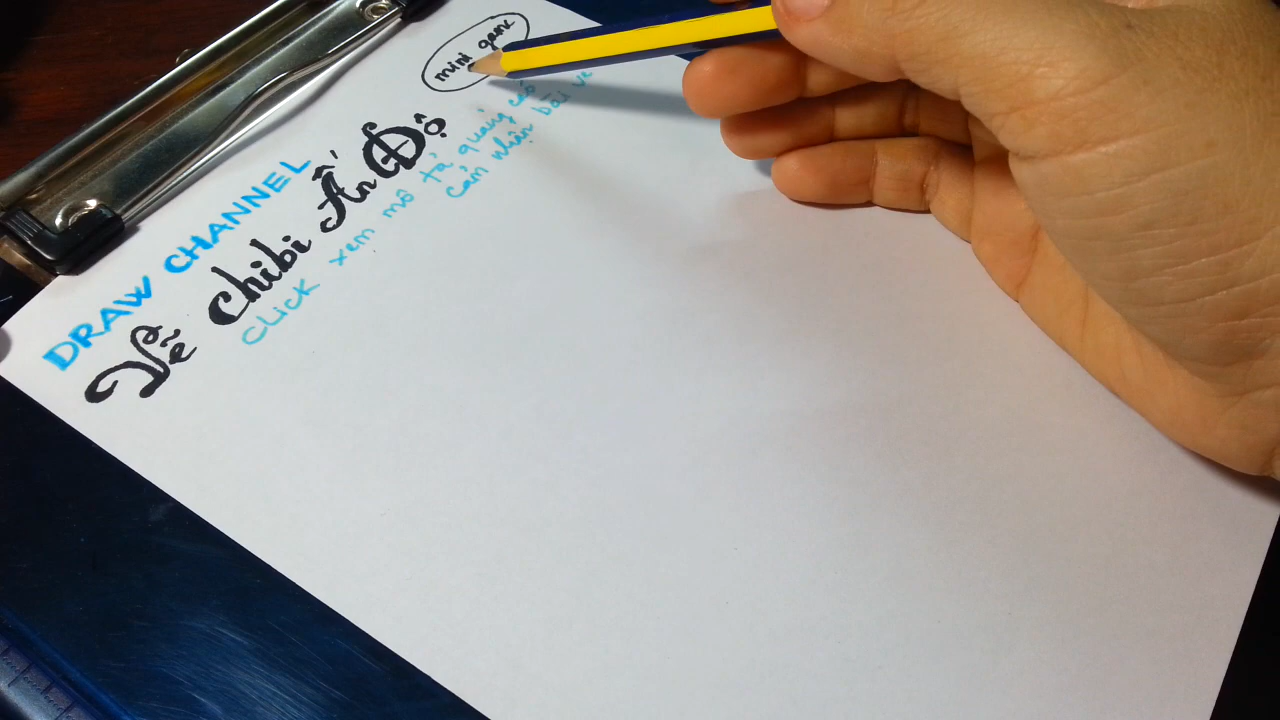 mini game
DRAW CHANNEL
Vẽ chibi Ấn Độ
Click xem mô tả quảng cáo
cảm nhận bài vẽ